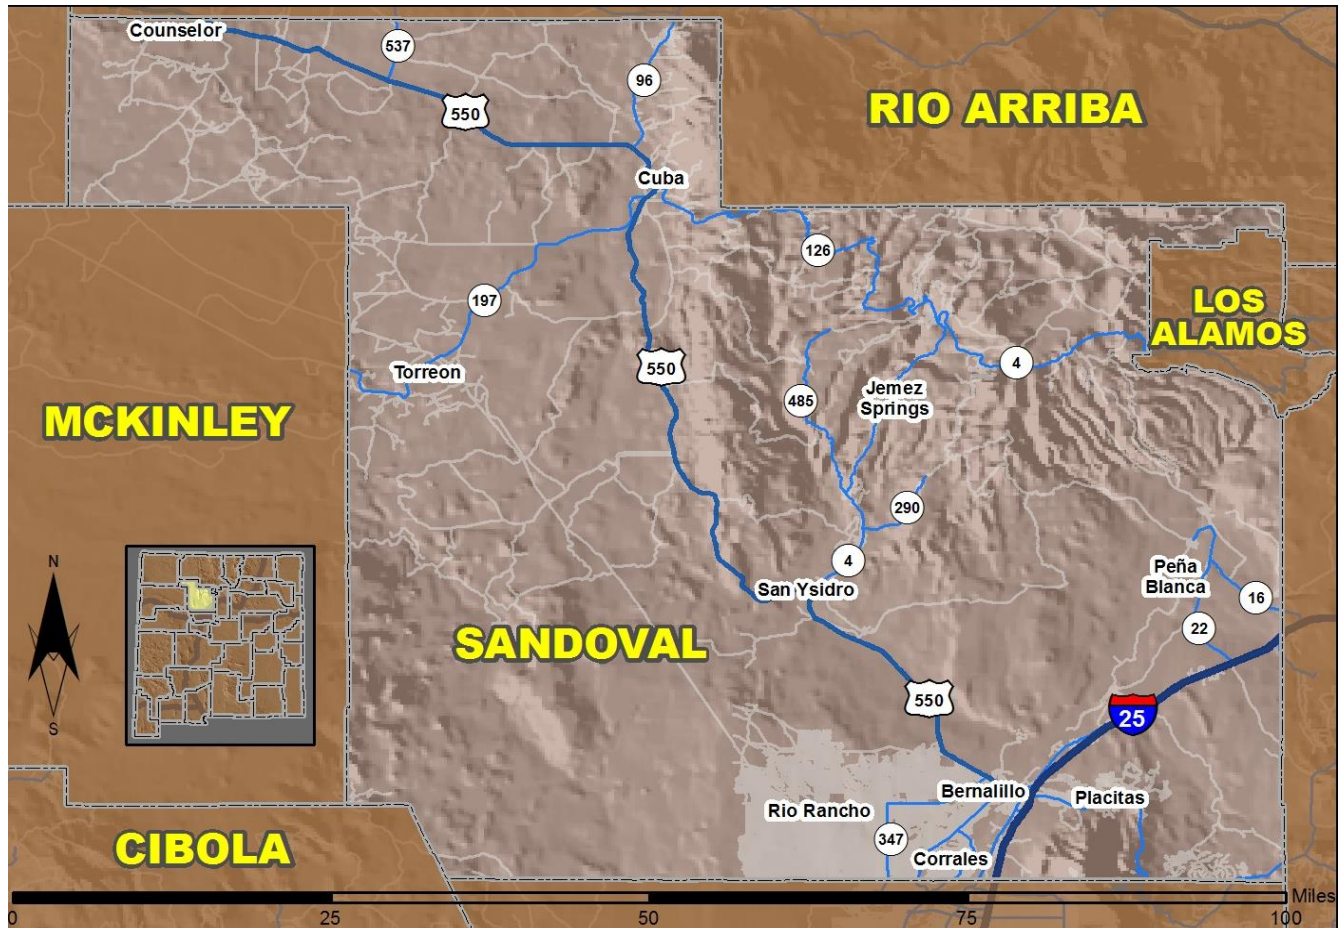 Counselor
537
96
RIO ARRIBA
550
Cuba
126
197
LOS
ALAMOS
550
4
Torreon
Jemez
Springs
485
MCKINLEY
290
N
4
Peña
Blanca
San Ysidro
16
22
SANDOVAL
550
25
S
Bernalillo
Placitas
Rio Rancho
347
Corrales
CIBOLA
Miles
0 25 50 75 100